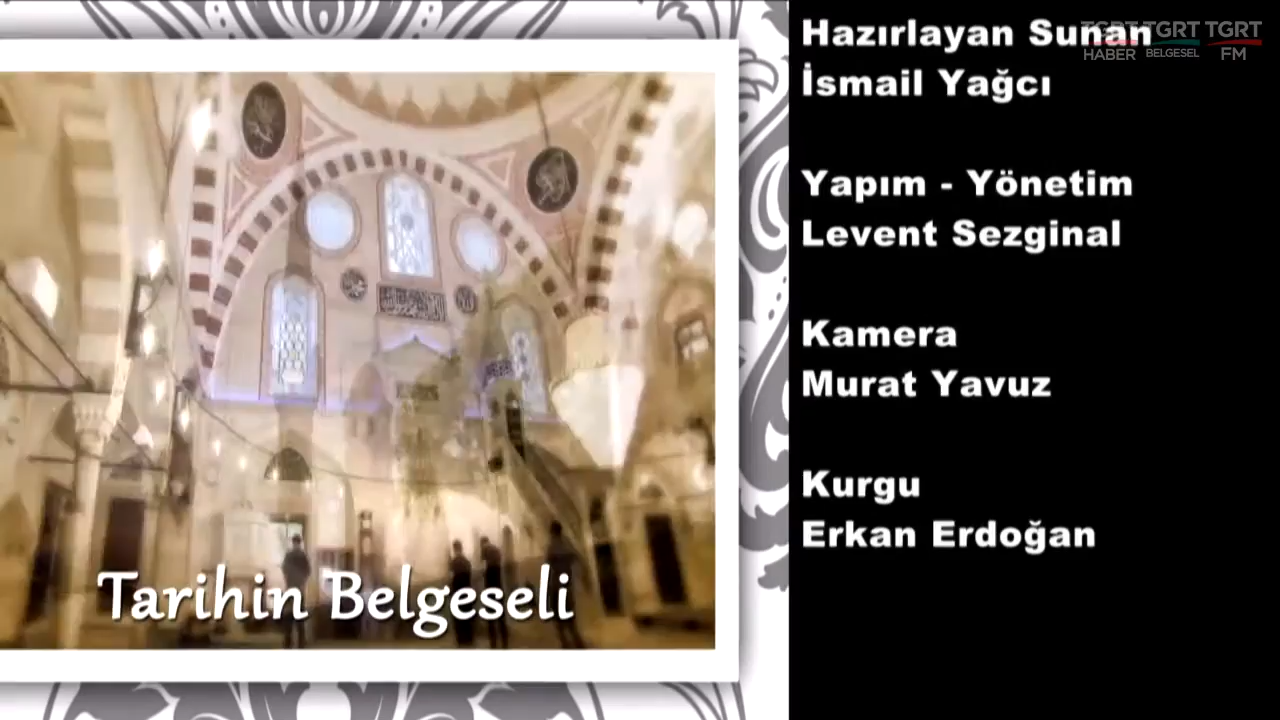 Tarihin Belgeseli
Hazırlayan Sunan
İsmail Yağcı
Yapım - Yönetim
Levent Sezginal
Kamera
Murat Yavuz
Kurgu
Erkan Erdoğan
TGRT TGRT TGRT
HABER BELGESEL FM